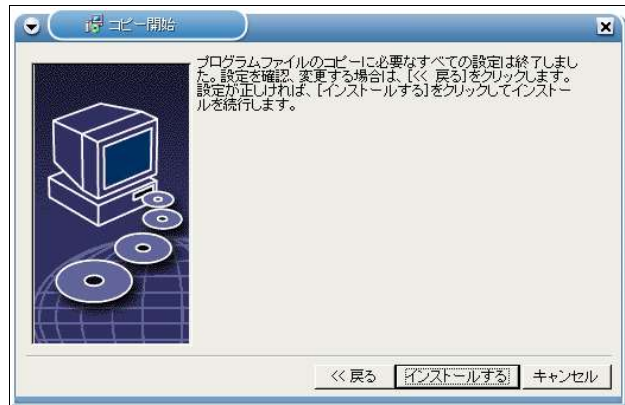 コピー開始
プログラムファイルのコピーに必要なすべての設定は終了しまし
た。設定を確認、変更する場合は、[<< 戻る]をクリックします。
設定が正しければ、[インストールする]をクリックしてインストー
ルを続行します。
<< 戻る インストールする キャンセル